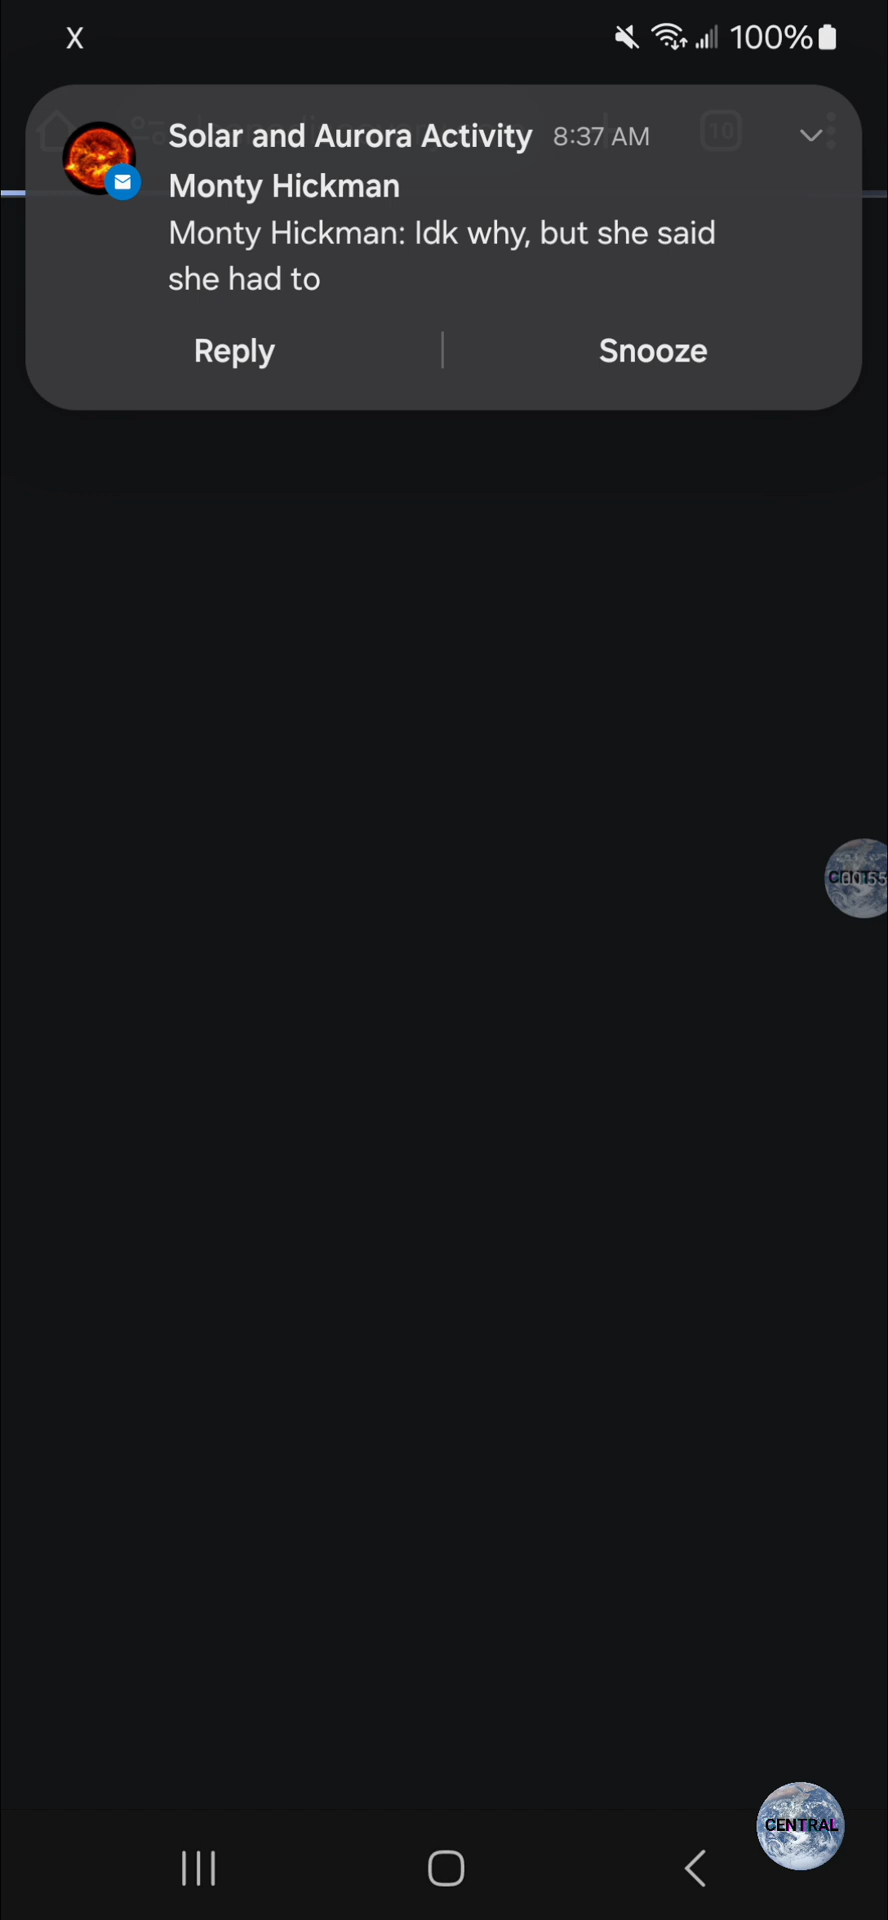 X
100%
Solar and Aurora Activity 8:37 AM
10
Monty Hickman
Monty Hickman: Idk why, but she said
she had to
Reply
Snooze
CENTRAL